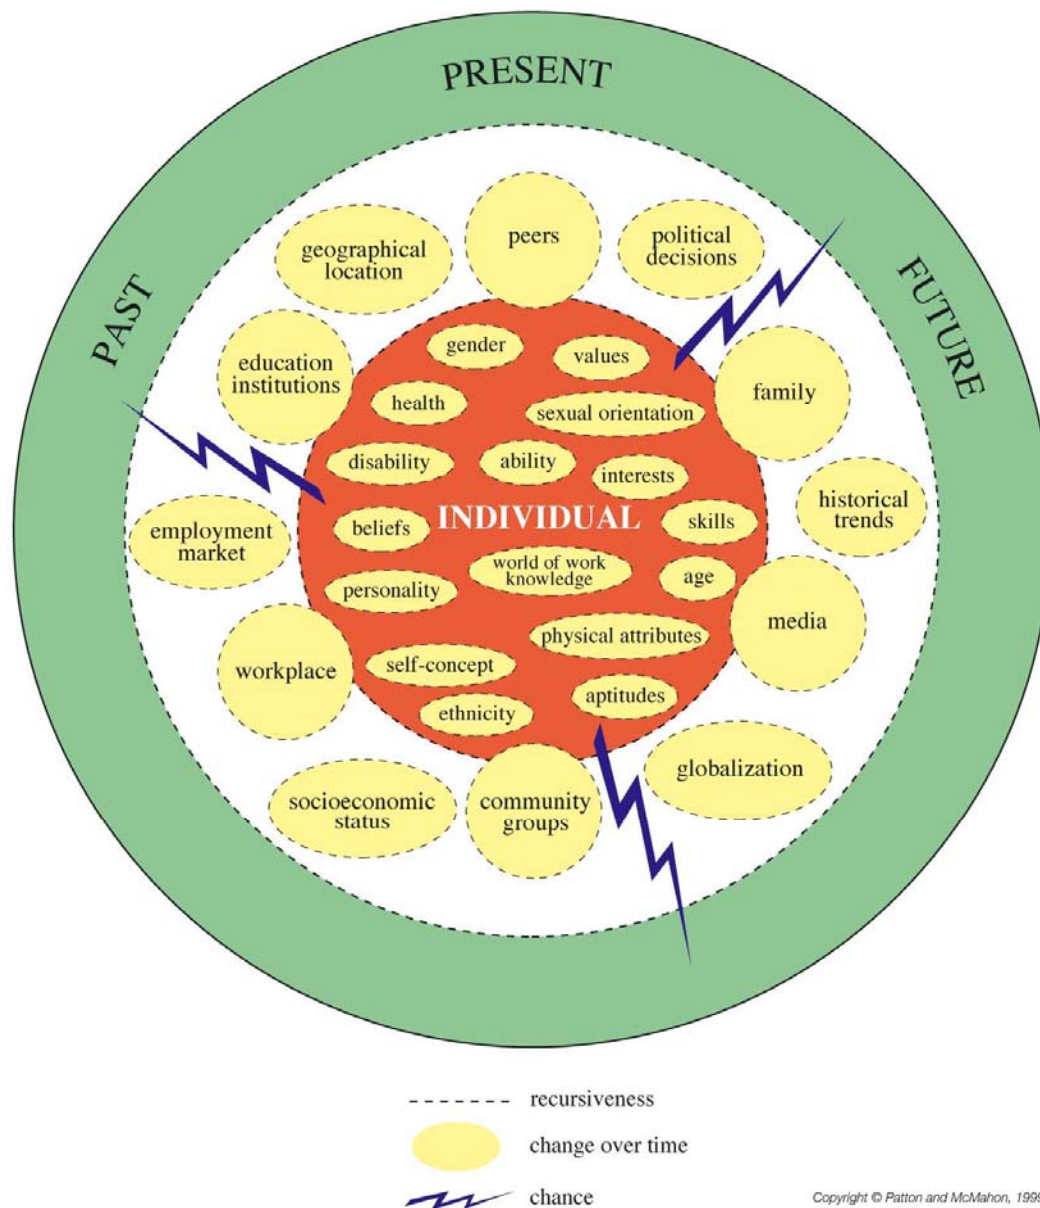 PRESENT
PAST
FUTURE
peers
political
decisions
geographical
location
education
institutions
family
gender
values
health
sexual orientation
disability
ability
interests
historical
trends
employment
market
beliefs
INDIVIDUAL
skills
world of work
knowledge
age
personality
media
physical attributes
workplace
self-concept
aptitudes
ethnicity
globalization
socioeconomic
status
community
groups
recursiveness
change over time
chance
Copyright © Patton and McMahon, 1999